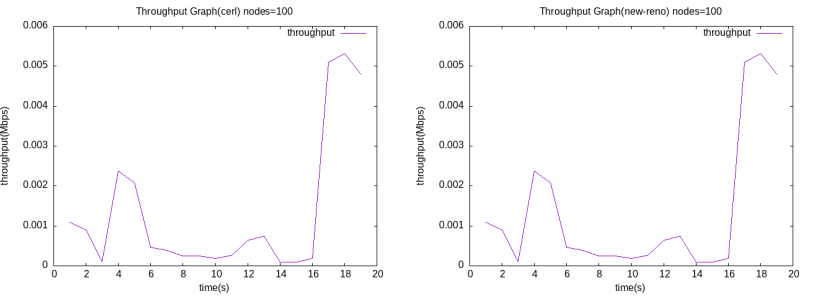 Throughput Graph(cerl) nodes=100
throughput
throughput(Mbps)
0.006
0.005
0.004
0.003
0.002
0.001
0
0 2 4 6 8 10 12 14 16 18 20
time(s)
Throughput Graph(new-reno) nodes=100
throughput
throughput(Mbps)
0.006
0.005
0.004
0.003
0.002
0.001
0
0 2 4 6 8 10 12 14 16 18 20
time(s)